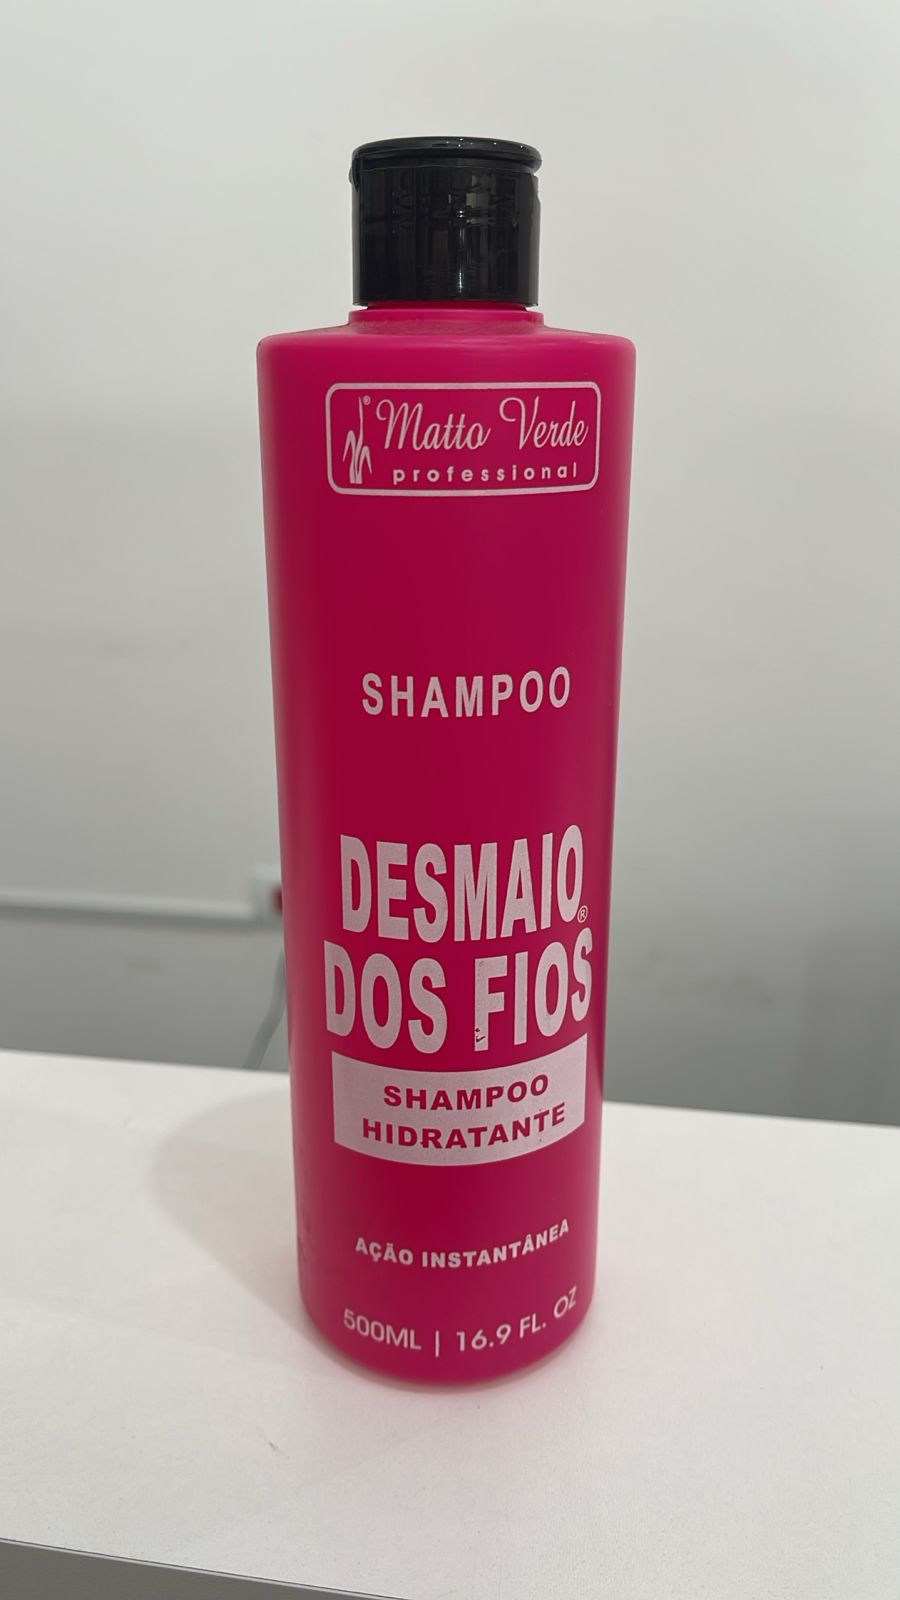 Matto Verde
professional
SHAMPOO
DESMAIO®
DOS FIOS
SHAMPOO
HIDRATANTE
AÇÃO INSTANTÂNEA
500ML | 16.9 FL. OZ